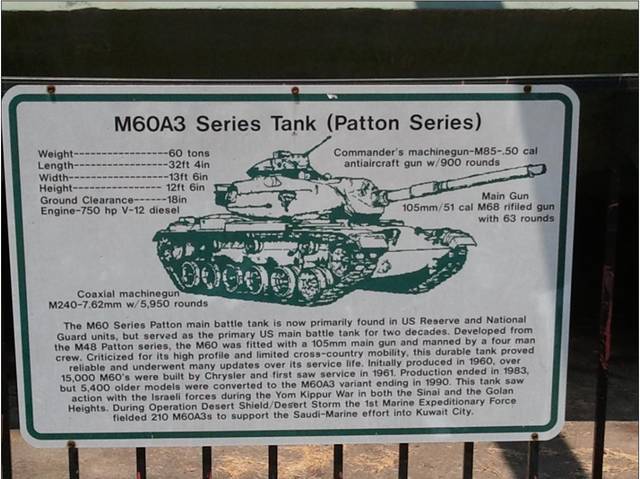 M60A3 Series Tank (Patton Series)
Weight------------------60 tons
Length------------------32ft 4in
Width-------------------13ft 6in
Height------------------12ft 6in
Ground Clearance-------18in
Engine-750 hp V-12 diesel
Commander's machinegun-M85-.50 cal
antiaircraft gun w/900 rounds
Main Gun
105mm/51 cal M68 rifiled gun
with 63 rounds
Coaxial machinegun
M240-7.62mm w/5,950 rounds
The M60 Series Patton main battle tank is now primarily found in US Reserve and National
Guard units, but served as the primary US main battle tank for two decades. Developed from
the M48 Patton series, the M60 was fitted with a 105mm main gun and manned by a four man
crew. Criticized for its high profile and limited cross-country mobility, this durable tank proved
reliable and underwent many updates over its service life. Initially produced in 1960, over
15,000 M60's were built by Chrysler and first saw service in 1961. Production ended in 1983,
but 5,400 older models were converted to the M60A3 variant ending in 1990. This tank saw
action with the Israeli forces during the Yom Kippur War in both the Sinai and the Golan
Heights. During Operation Desert Shield/Desert Storm the 1st Marine Expeditionary Force
fielded 210 M60A3s to support the Saudi-Marine effort into Kuwait City.